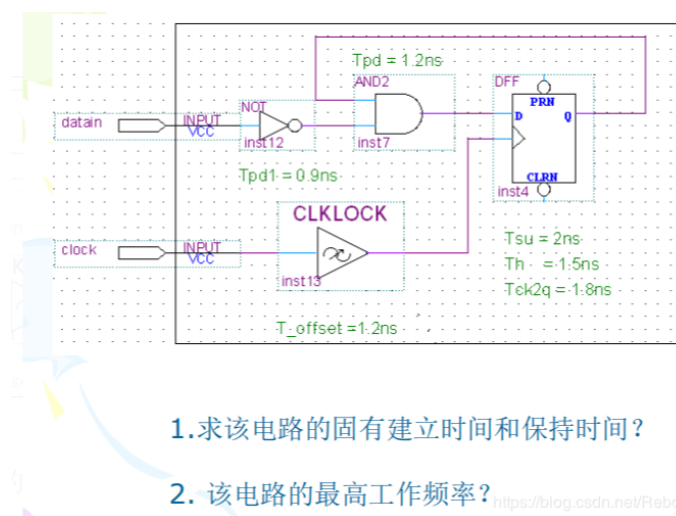 Tpd = 1.2ns
AND2
DFF
PRN
NOT
datain
INPUT
VCC
D
Q
inst12
inst7
CLRN
inst4
Tpd1 = 0.9ns
CLKLOCK
clock
INPUT
VCC
inst13
Tsu = 2ns
Th = 1.5ns
Tck2q = 1.8ns
T_offset =1.2ns
1.求该电路的固有建立时间和保持时间？
2. 该电路的最高工作频率？
https://blog.csdn.net/Rebo